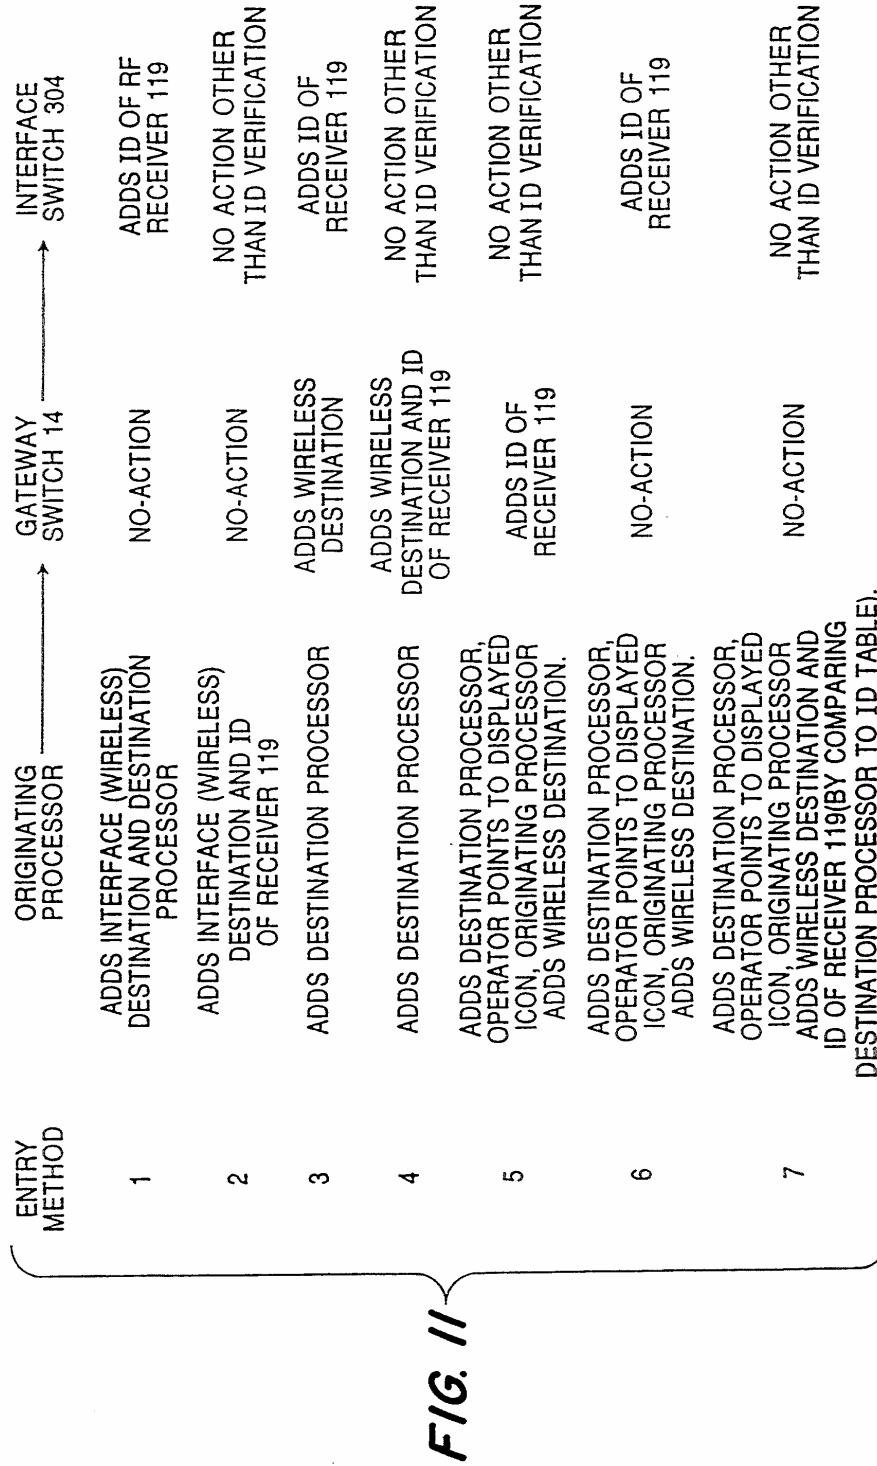 ENTRY
METHOD
ORIGINATING
PROCESSOR
GATEWAY
SWITCH 14
INTERFACE
SWITCH 304
1
ADDS INTERFACE (WIRELESS)
DESTINATION AND DESTINATION
PROCESSOR
NO-ACTION
ADDS ID OF RF
RECEIVER 119
2
ADDS INTERFACE (WIRELESS)
DESTINATION AND ID
OF RECEIVER 119
NO-ACTION
NO ACTION OTHER
THAN ID VERIFICATION
3
ADDS DESTINATION PROCESSOR
ADDS WIRELESS
DESTINATION
ADDS ID OF
RECEIVER 119
4
ADDS DESTINATION PROCESSOR
ADDS WIRELESS
DESTINATION AND ID
OF RECEIVER 119
NO ACTION OTHER
THAN ID VERIFICATION
5
ADDS DESTINATION PROCESSOR,
OPERATOR POINTS TO DISPLAYED
ICON, ORIGINATING PROCESSOR
ADDS WIRELESS DESTINATION.
ADDS ID OF
RECEIVER 119
NO ACTION OTHER
THAN ID VERIFICATION
6
ADDS DESTINATION PROCESSOR,
OPERATOR POINTS TO DISPLAYED
ICON, ORIGINATING PROCESSOR
ADDS WIRELESS DESTINATION.
NO-ACTION
ADDS ID OF
RECEIVER 119
7
ADDS DESTINATION PROCESSOR,
OPERATOR POINTS TO DISPLAYED
ICON, ORIGINATING PROCESSOR
ADDS WIRELESS DESTINATION AND
ID OF RECEIVER 119(BY COMPARING
DESTINATION PROCESSOR TO ID TABLE).
NO-ACTION
NO ACTION OTHER
THAN ID VERIFICATION
FIG. 11